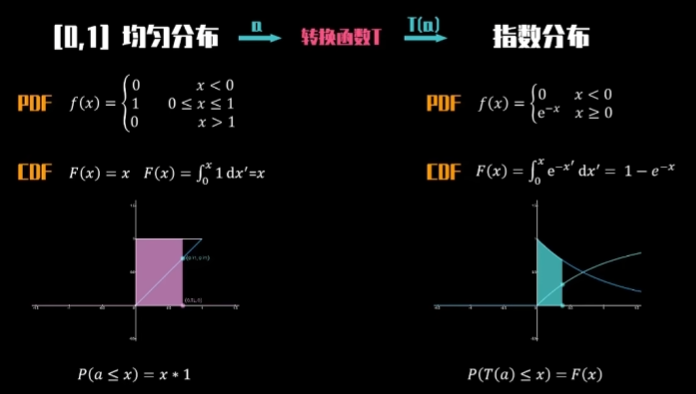 [0,1] 均匀分布 a 转换函数T T(a) 指数分布
PDF f(x) = {0 x < 0
1 0 ≤ x ≤ 1
0 x > 1
PDF f(x) = {0 x < 0
e^{-x} x ≥ 0
CDF F(x) = x F(x) = ∫_0^x 1 dx'=x
CDF F(x) = ∫_0^x e^{-x'} dx' = 1 − e^{-x}
P(a ≤ x) = x ∗ 1
P(T(a) ≤ x) = F(x)